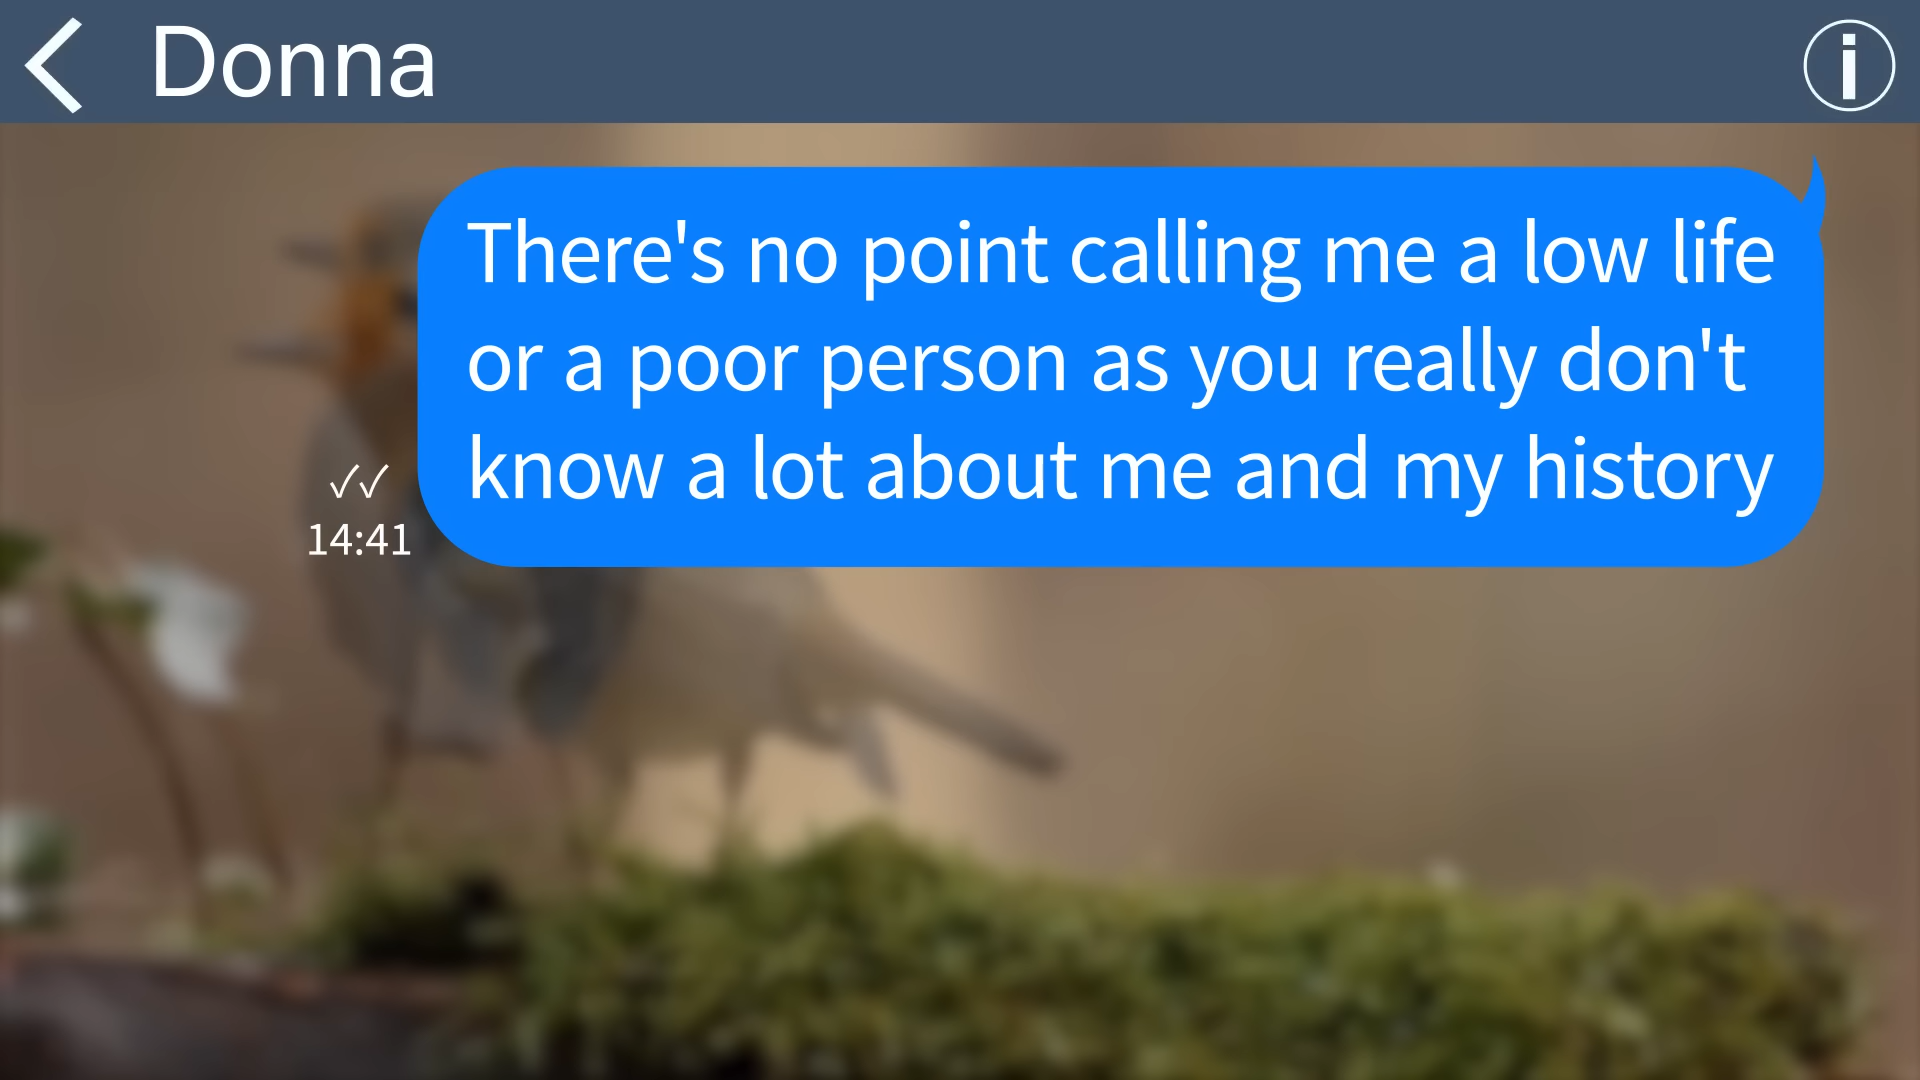 Donna
There's no point calling me a low life
or a poor person as you really don't
know a lot about me and my history
✓✓
14:41